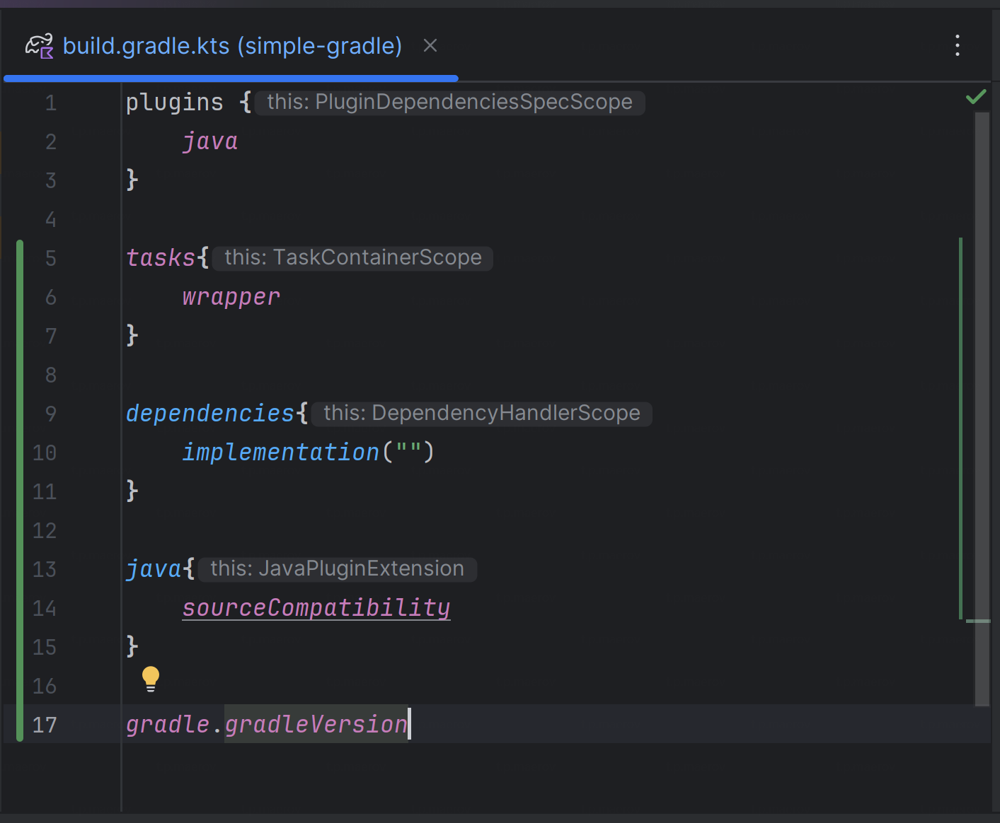 build.gradle.kts (simple-gradle)
1 plugins { this: PluginDependenciesSpecScope
2     java
3 }
4
5 tasks{ this: TaskContainerScope
6     wrapper
7 }
8
9 dependencies{ this: DependencyHandlerScope
10     implementation("")
11 }
12
13 java{ this: JavaPluginExtension
14     sourceCompatibility
15 }
16
17 gradle.gradleVersion